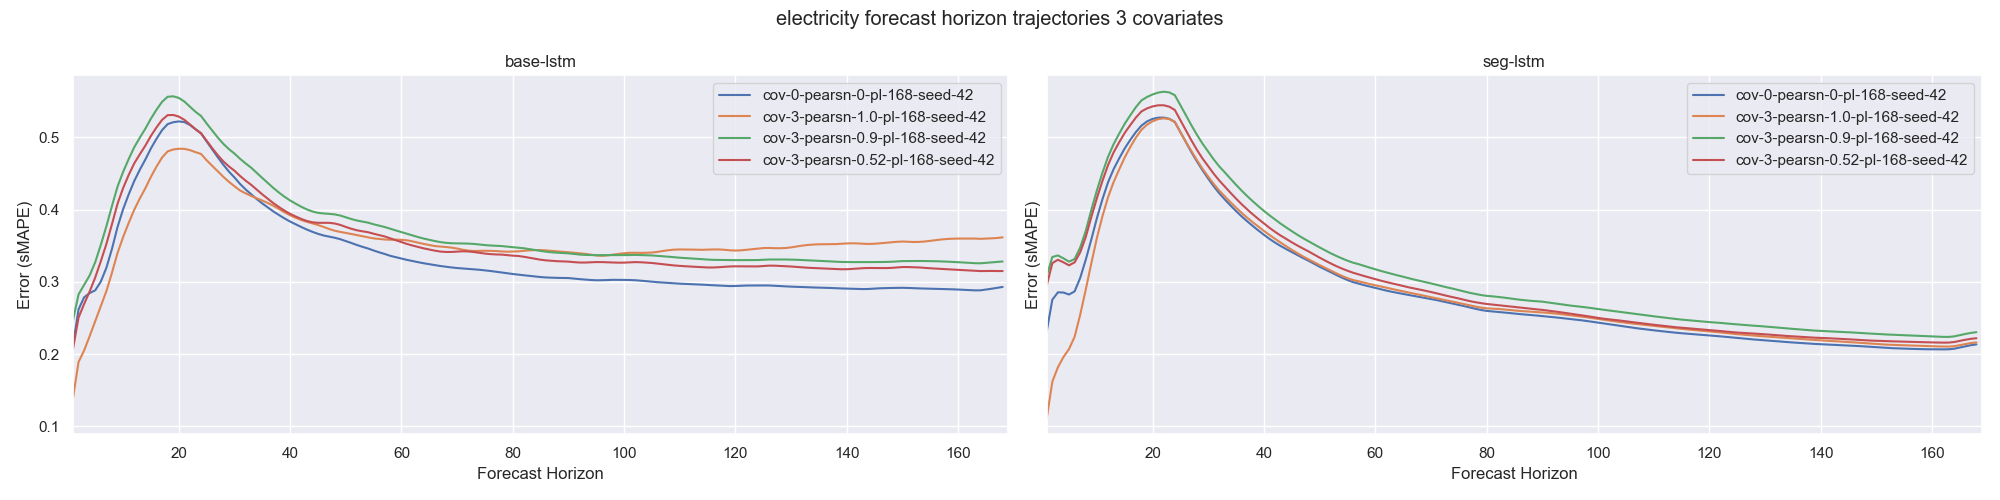 electricity forecast horizon trajectories 3 covariates
base-lstm
cov-0-pearsn-0-pl-168-seed-42
cov-3-pearsn-1.0-pl-168-seed-42
cov-3-pearsn-0.9-pl-168-seed-42
cov-3-pearsn-0.52-pl-168-seed-42
Error (sMAPE)
0.5
0.4
0.3
0.2
0.1
20 40 60 80 100 120 140 160
Forecast Horizon
seg-lstm
cov-0-pearsn-0-pl-168-seed-42
cov-3-pearsn-1.0-pl-168-seed-42
cov-3-pearsn-0.9-pl-168-seed-42
cov-3-pearsn-0.52-pl-168-seed-42
Error (sMAPE)
20 40 60 80 100 120 140 160
Forecast Horizon